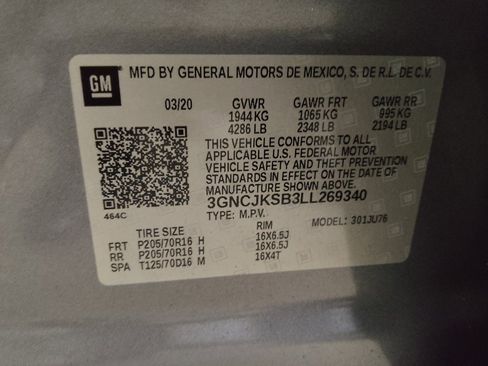 GM
MFD BY GENERAL MOTORS DE MEXICO, S. DE R.L. DE C.V.
03/20 GVWR GAWR FRT GAWR RR
1944 KG 1065 KG 995 KG
4286 LB 2348 LB 2194 LB
THIS VEHICLE CONFORMS TO ALL
APPLICABLE U.S. FEDERAL MOTOR
VEHICLE SAFETY AND THEFT PREVENTION
STANDARDS IN EFFECT ON THE DATE OF
MANUFACTURE SHOWN ABOVE.
3GNCJKSB3LL269340
464C
TYPE: M.P.V. MODEL: 1JU76
TIRE SIZE RIM
FRT P205/70R16 H 16X6.5J
RR P205/70R16 H 16X6.5J
SPA T125/70D16 M 16X4T